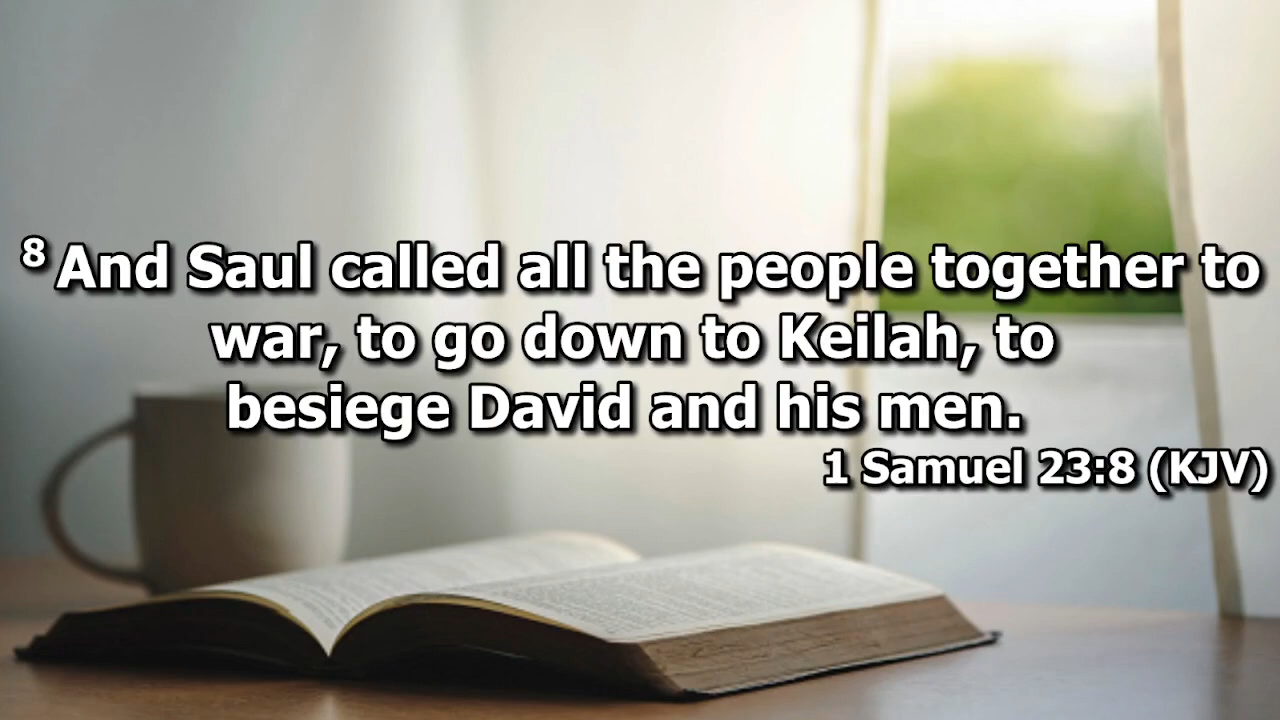 8 And Saul called all the people together to
war, to go down to Keilah, to
besiege David and his men.
1 Samuel 23:8 (KJV)